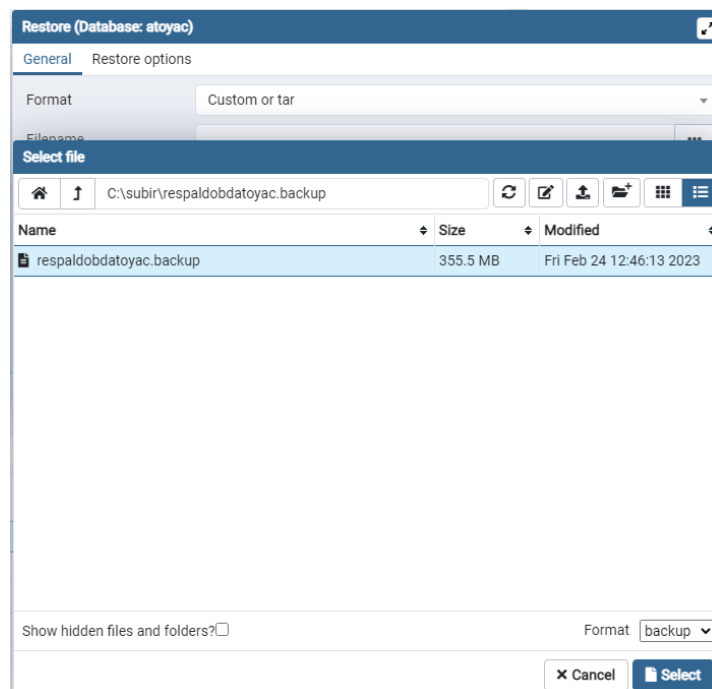 Restore (Database: atoyac)
General Restore options
Format Custom or tar
Filename
Select file
C:\subir\respaldobdatoyac.backup
Name Size Modified
respaldobdatoyac.backup 355.5 MB Fri Feb 24 12:46:13 2023
Show hidden files and folders? Format backup
Cancel Select